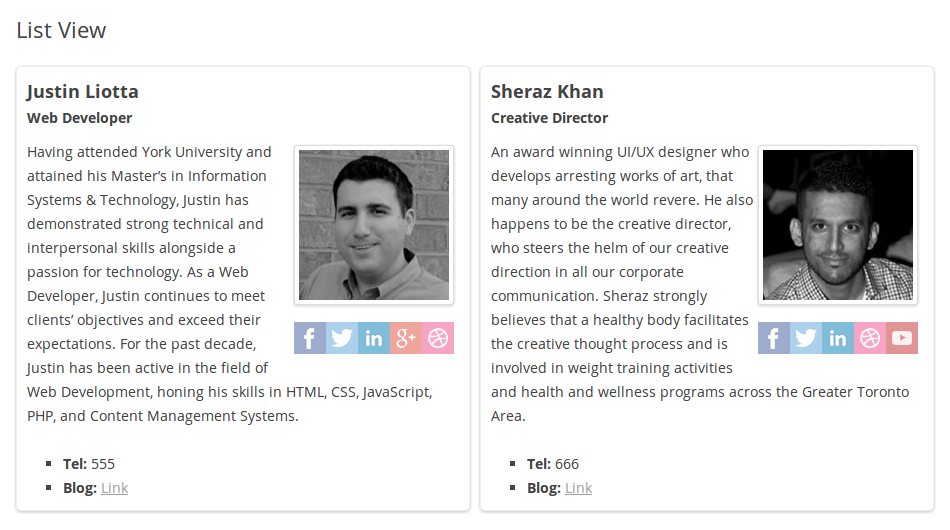 List View
Justin Liotta
Web Developer
Having attended York University and
attained his Master’s in Information
Systems & Technology, Justin has
demonstrated strong technical and
interpersonal skills alongside a
passion for technology. As a Web
Developer, Justin continues to meet
clients’ objectives and exceed their
expectations. For the past decade,
Justin has been active in the field of
Web Development, honing his skills in HTML, CSS, JavaScript,
PHP, and Content Management Systems.
Tel: 555
Blog: Link
Sheraz Khan
Creative Director
An award winning UI/UX designer who
develops arresting works of art, that
many around the world revere. He also
happens to be the creative director,
who steers the helm of our creative
direction in all our corporate
communication. Sheraz strongly
believes that a healthy body facilitates
the creative thought process and is
involved in weight training activities
and health and wellness programs across the Greater Toronto
Area.
Tel: 666
Blog: Link